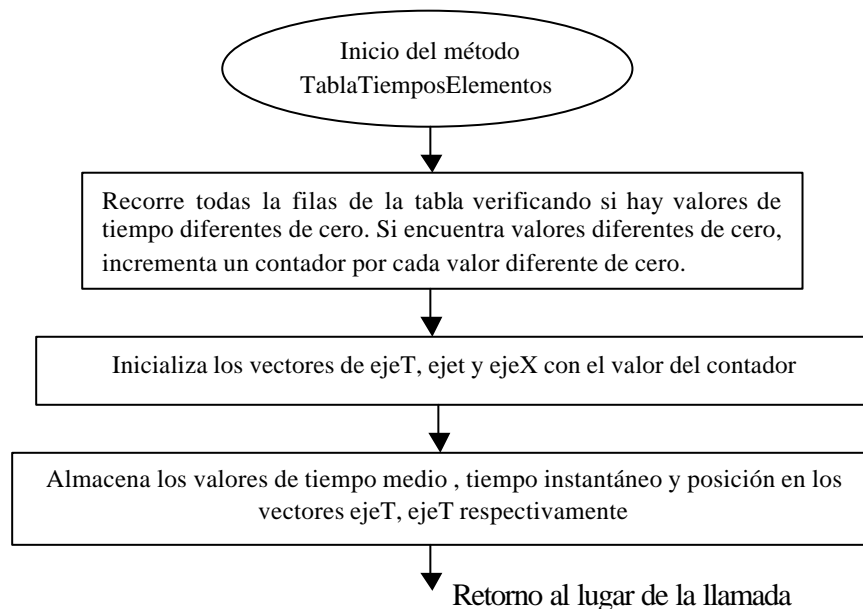 Inicio del método
TablaTiemposElementos
Recorre todas la filas de la tabla verificando si hay valores de
tiempo diferentes de cero. Si encuentra valores diferentes de cero,
incrementa un contador por cada valor diferente de cero.
Inicializa los vectores de ejeT, ejet y ejeX con el valor del contador
Almacena los valores de tiempo medio , tiempo instantáneo y posición en los
vectores ejeT, ejeT respectivamente
Retorno al lugar de la llamada